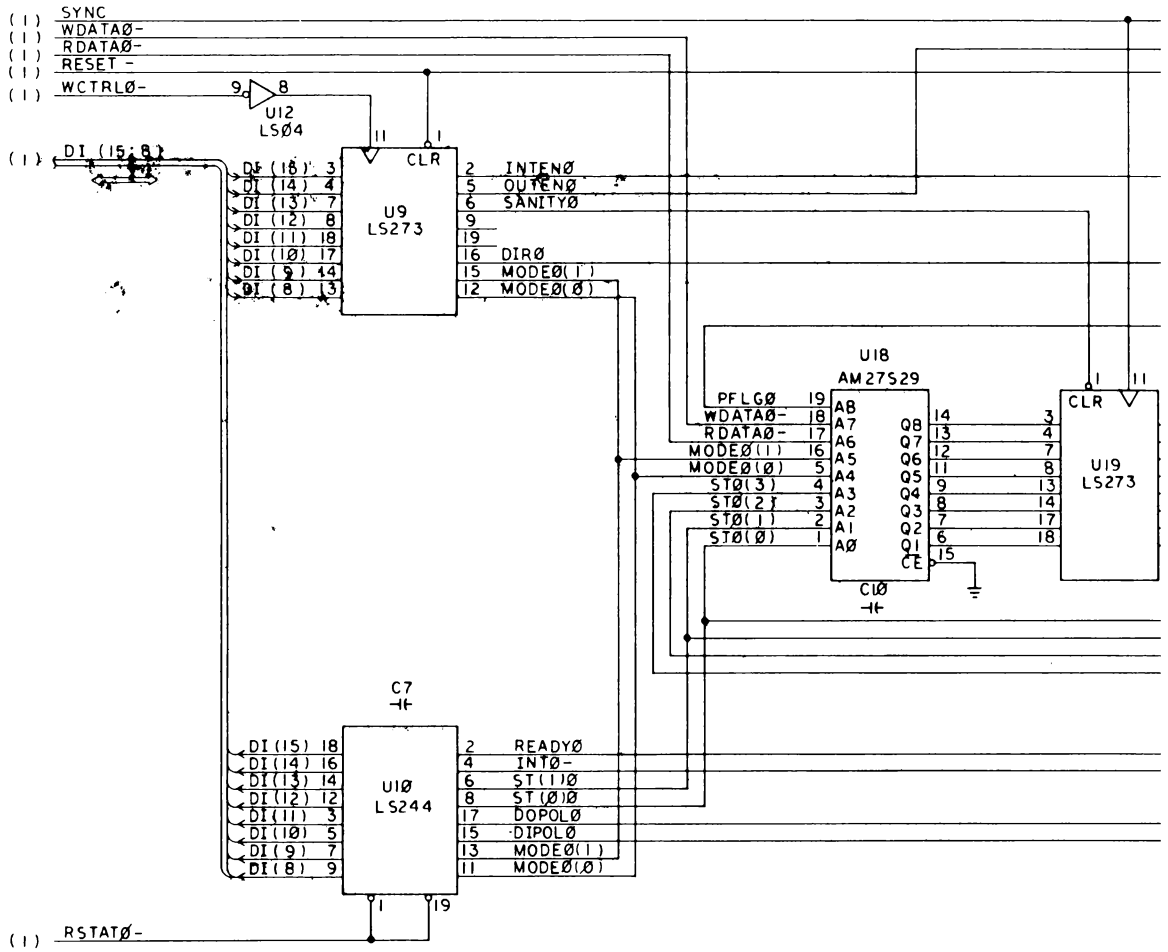 ( 1 ) SYNC
( 1 ) WDATAØ-
( 1 ) RDATAØ-
( 1 ) RESET -
( 1 ) WCTRLØ- 9 8
U12
LSØ4
11 1
( 1 ) DI (15:8)
CLR
DI (15) 3 2 INTENØ
DI (14) 4 5 OUTENØ
DI (13) 7 6 SANITYØ
DI (12) 8 9
DI (11) 18 19
DI (10) 17 16 DIRØ
DI (9) 14 15 MODEØ(1)
DI (8) 13 12 MODEØ(Ø)
U9
LS273
U18
AM27S29
PFLGØ 19 A8
WDATAØ- 18 A7 Q8 14 3
RDATAØ- 17 A6 Q7 13 4
MODEØ(1) 16 A5 Q6 12 7
MODEØ(Ø) 5 A4 Q5 11 8
STØ(3) 4 A3 Q4 9 13
STØ(2) 3 A2 Q3 8 14
STØ(1) 2 A1 Q2 7 17
STØ(Ø) 1 AØ Q1 6 18
CE 15
C1Ø
1 11
CLR
U19
LS273
C7
DI (15) 18 2 READYØ
DI (14) 16 4 INTØ-
DI (13) 14 6 ST(1)Ø
DI (12) 12 8 ST(Ø)Ø
DI (11) 3 17 DOPOLØ
DI (1Ø) 5 15 DIPOLØ
DI (9) 7 13 MODEØ(1)
DI (8) 9 11 MODEØ(Ø)
U1Ø
LS244
1 19
( 1 ) RSTATØ-